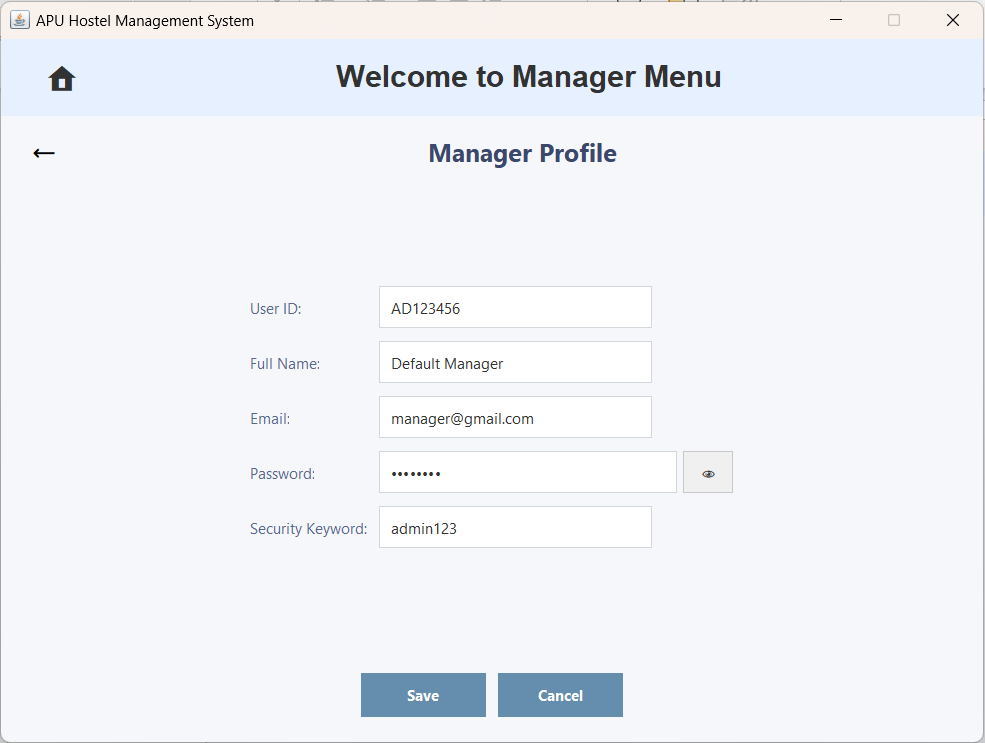 APU Hostel Management System
Welcome to Manager Menu
Manager Profile
User ID: AD123456
Full Name: Default Manager
Email: manager@gmail.com
Password: ••••••••
Security Keyword: admin123
Save Cancel